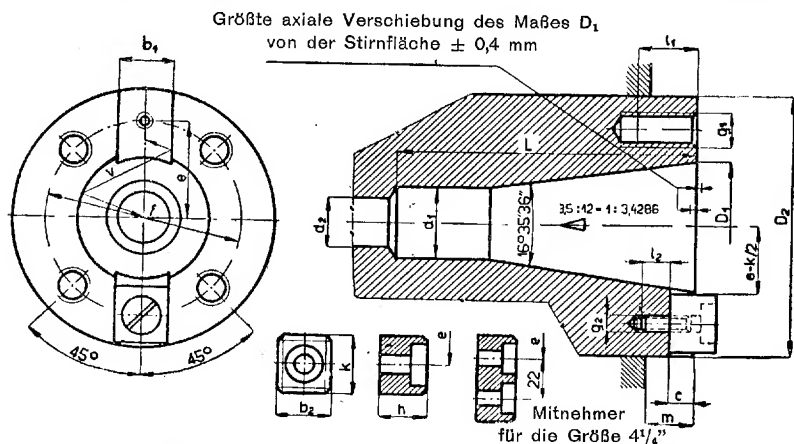 Größte axiale Verschiebung des Maßes D₁
von der Stirnfläche ± 0,4 mm
b₁
l₁
v
e
f
45°
45°
L
g₁
d₂
d₁
16°35'36"
3,5:12 = 1:3,4286
D₁
D₂
l₂
e-k/2
g₂
c
m
k
b₂
h
e
e
22
Mitnehmer
für die Größe 4¹/₄"